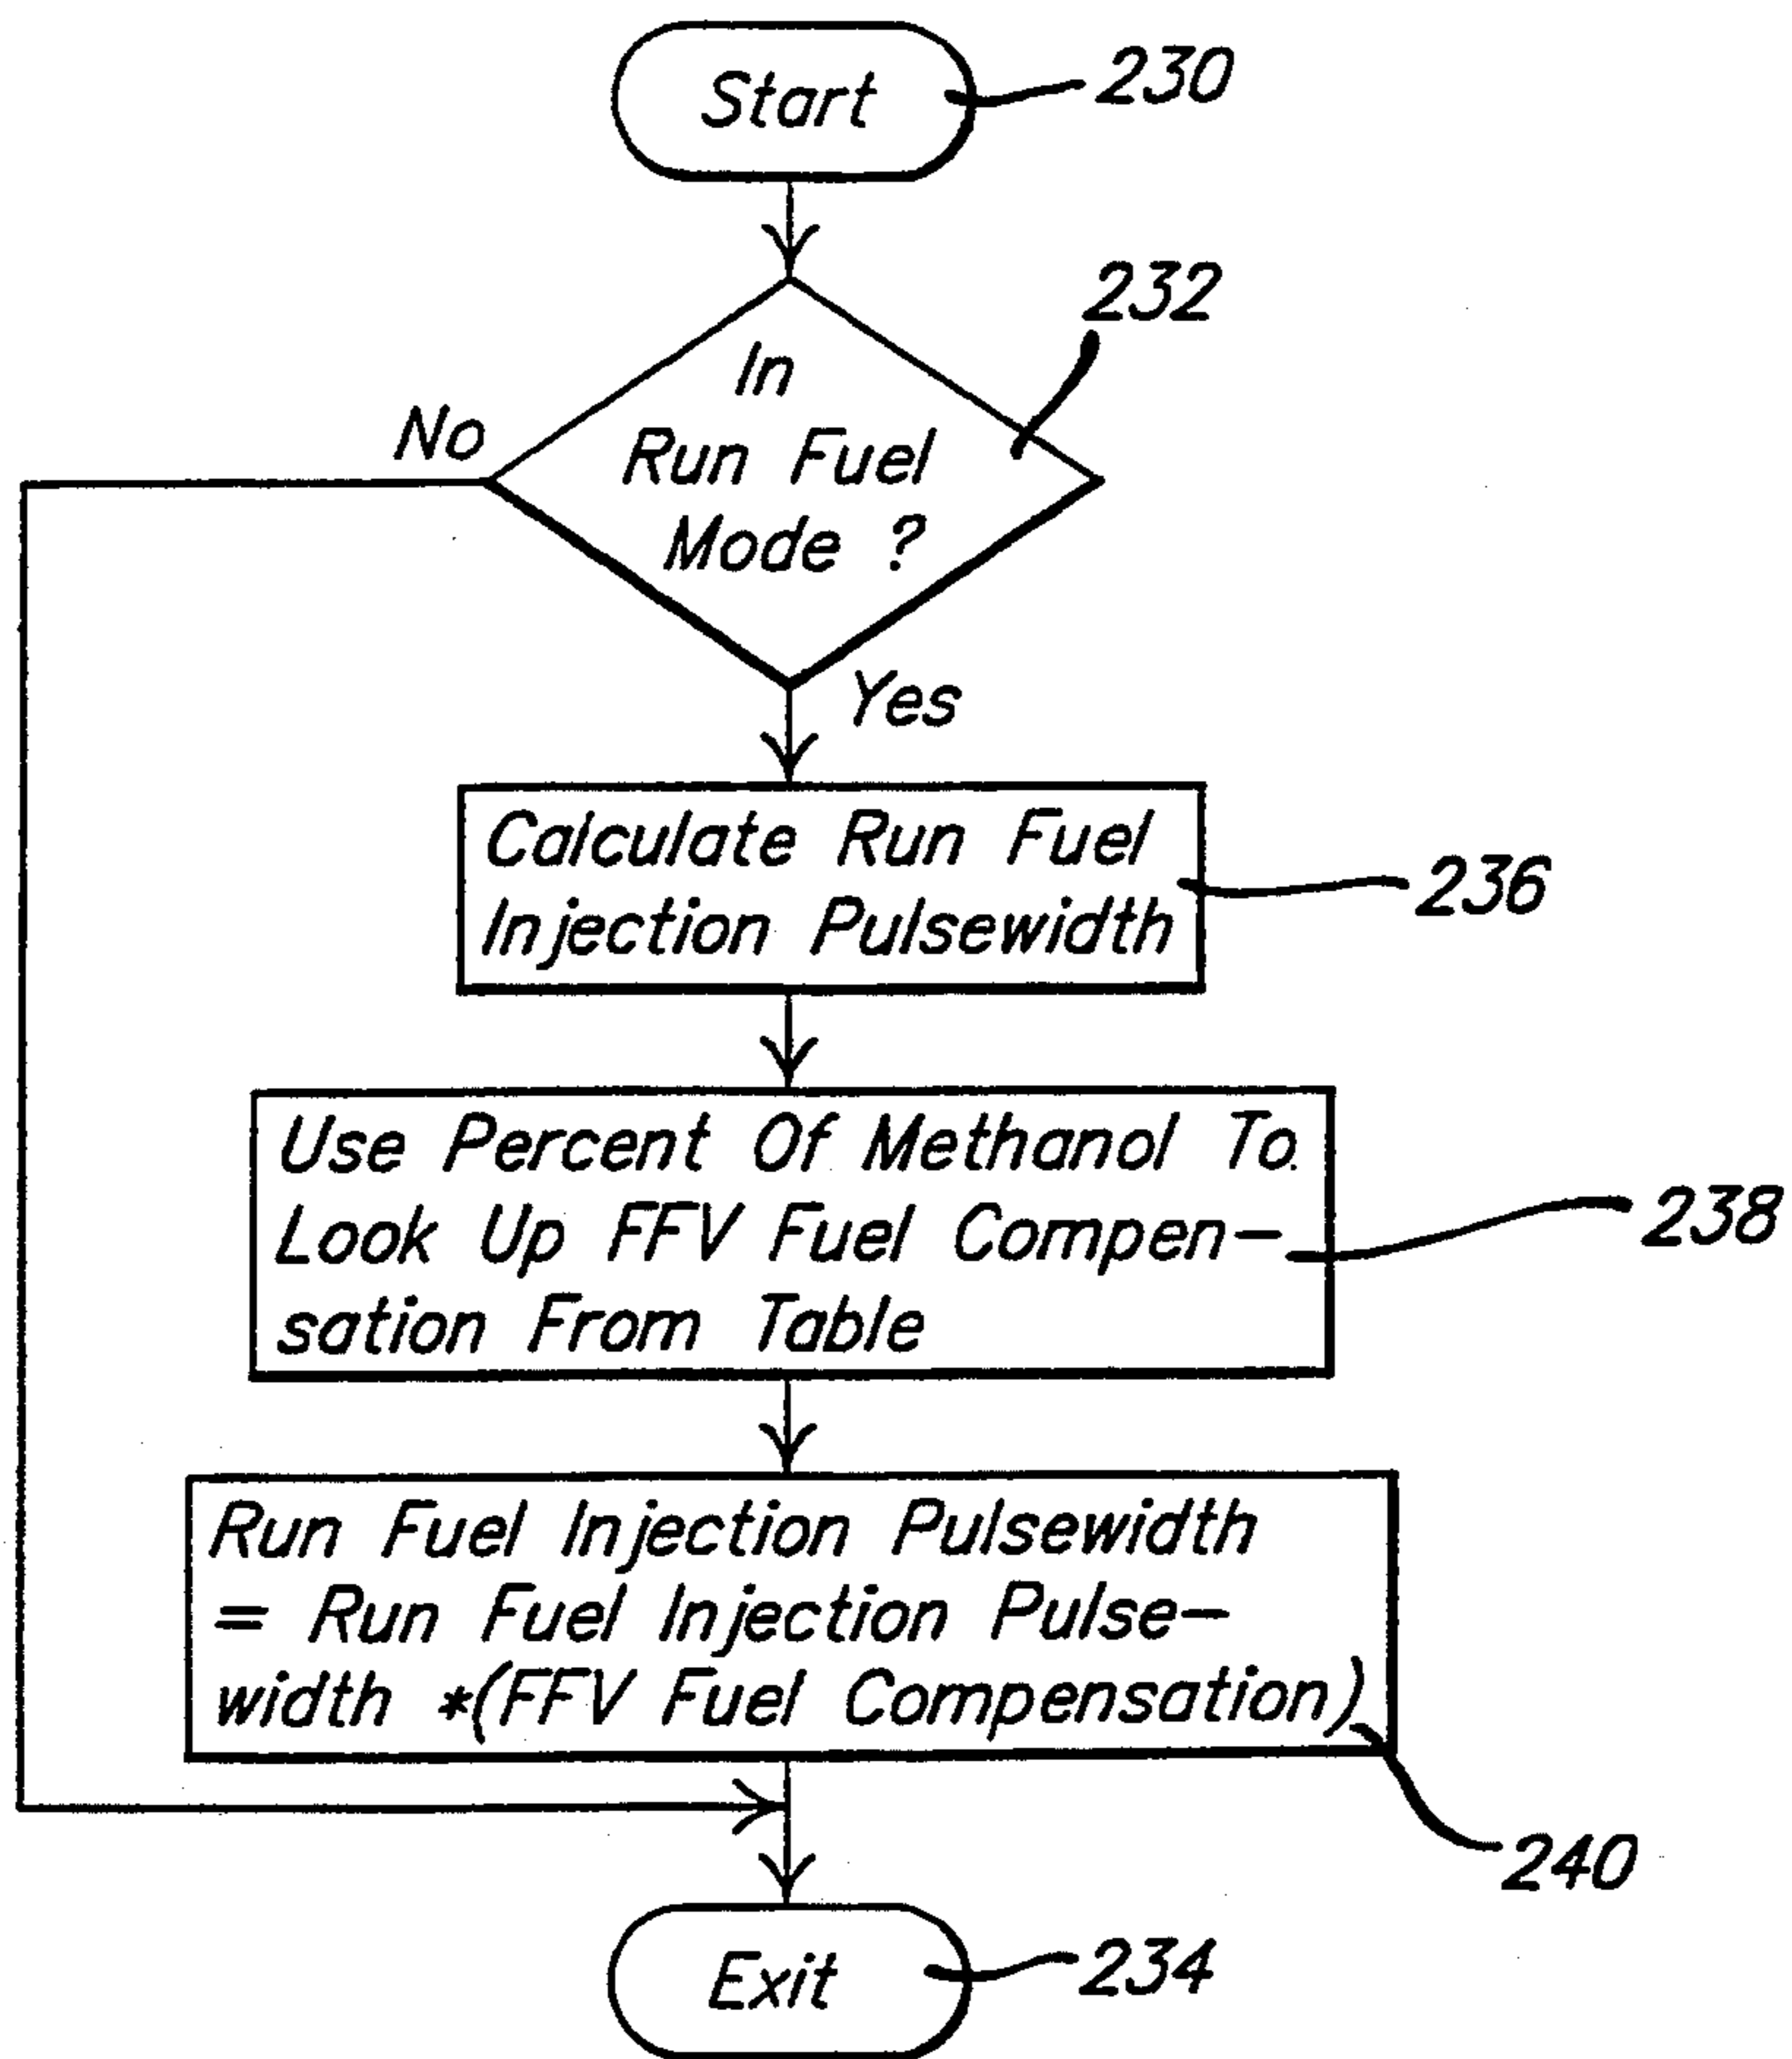 Start
230
232
In
Run Fuel
Mode ?
No
Yes
Calculate Run Fuel
Injection Pulsewidth
236
Use Percent Of Methanol To
Look Up FFV Fuel Compen-
sation From Table
238
Run Fuel Injection Pulsewidth
= Run Fuel Injection Pulse-
width *(FFV Fuel Compensation)
240
Exit
234